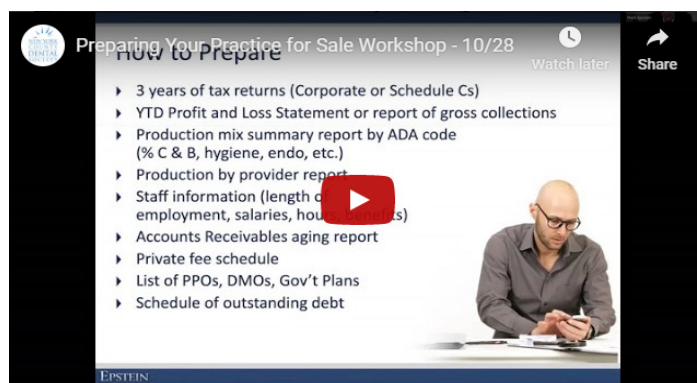 Preparing Your Practice for Sale Workshop - 10/28
Watch later
Share
How to Prepare
3 years of tax returns (Corporate or Schedule Cs)
YTD Profit and Loss Statement or report of gross collections
Production mix summary report by ADA code
(% C & B, hygiene, endo, etc.)
Production by provider report
Staff information (length of
employment, salaries, hours, benefits)
Accounts Receivables aging report
Private fee schedule
List of PPOs, DMOs, Gov't Plans
Schedule of outstanding debt
EPSTEIN